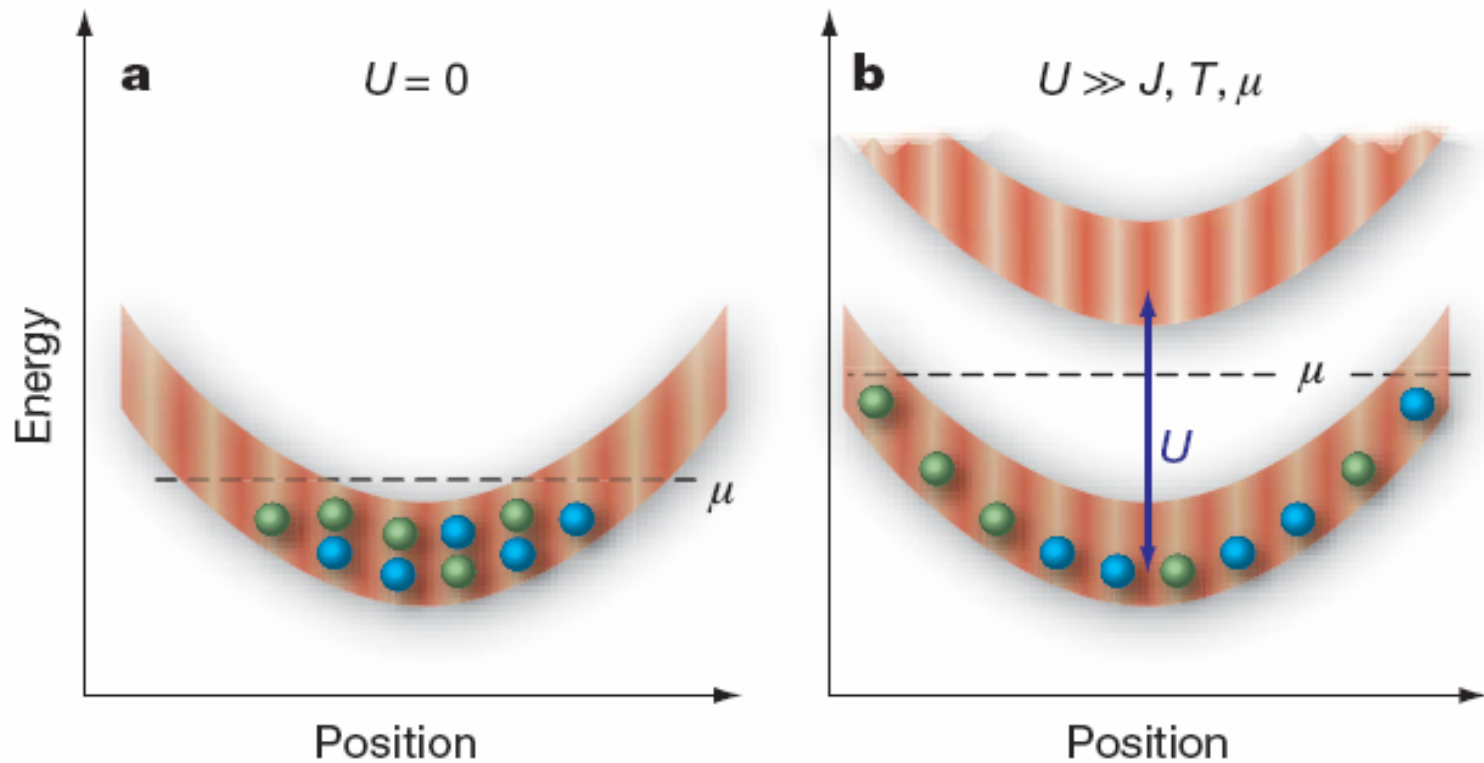 a
U = 0
μ
Energy
Position
b
U ≫ J, T, μ
μ
U
Position